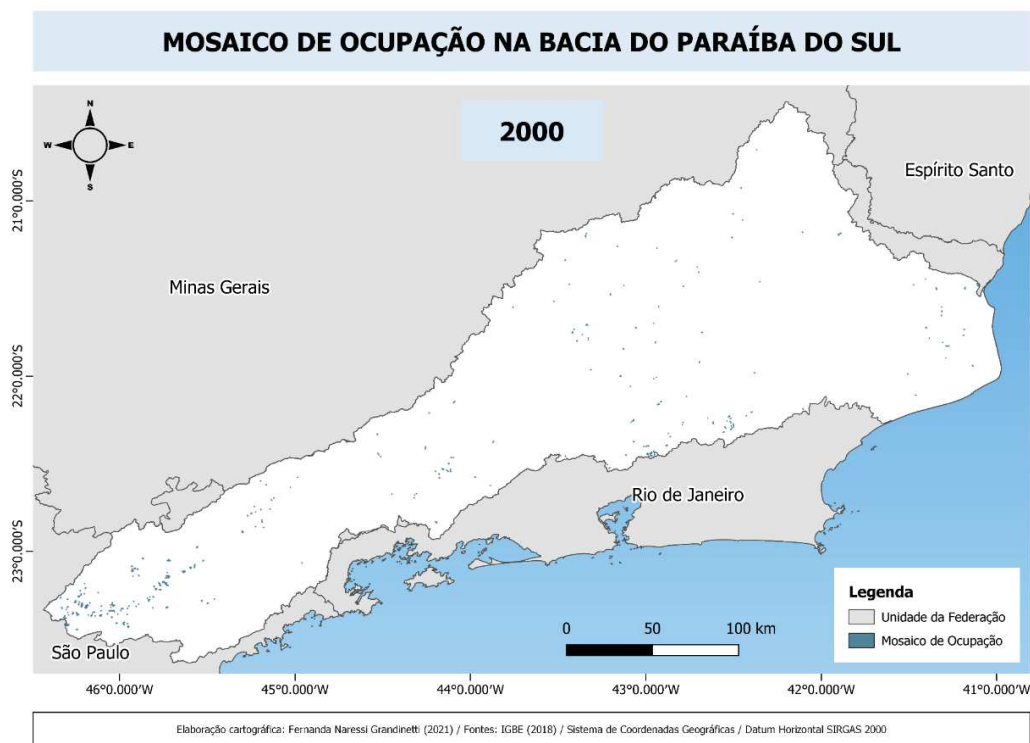 MOSAICO DE OCUPAÇÃO NA BACIA DO PARAÍBA DO SUL
2000
N
W E
S
Espírito Santo
21°0.000'S
Minas Gerais
22°0.000'S
Rio de Janeiro
23°0.000'S
Legenda
Unidade da Federação
Mosaico de Ocupação
0 50 100 km
São Paulo
46°0.000'W 45°0.000'W 44°0.000'W 43°0.000'W 42°0.000'W 41°0.000'W
Elaboração cartográfica: Fernanda Naressi Grandinetti (2021) / Fontes: IGBE (2018) / Sistema de Coordenadas Geográficas / Datum Horizontal SIRGAS 2000